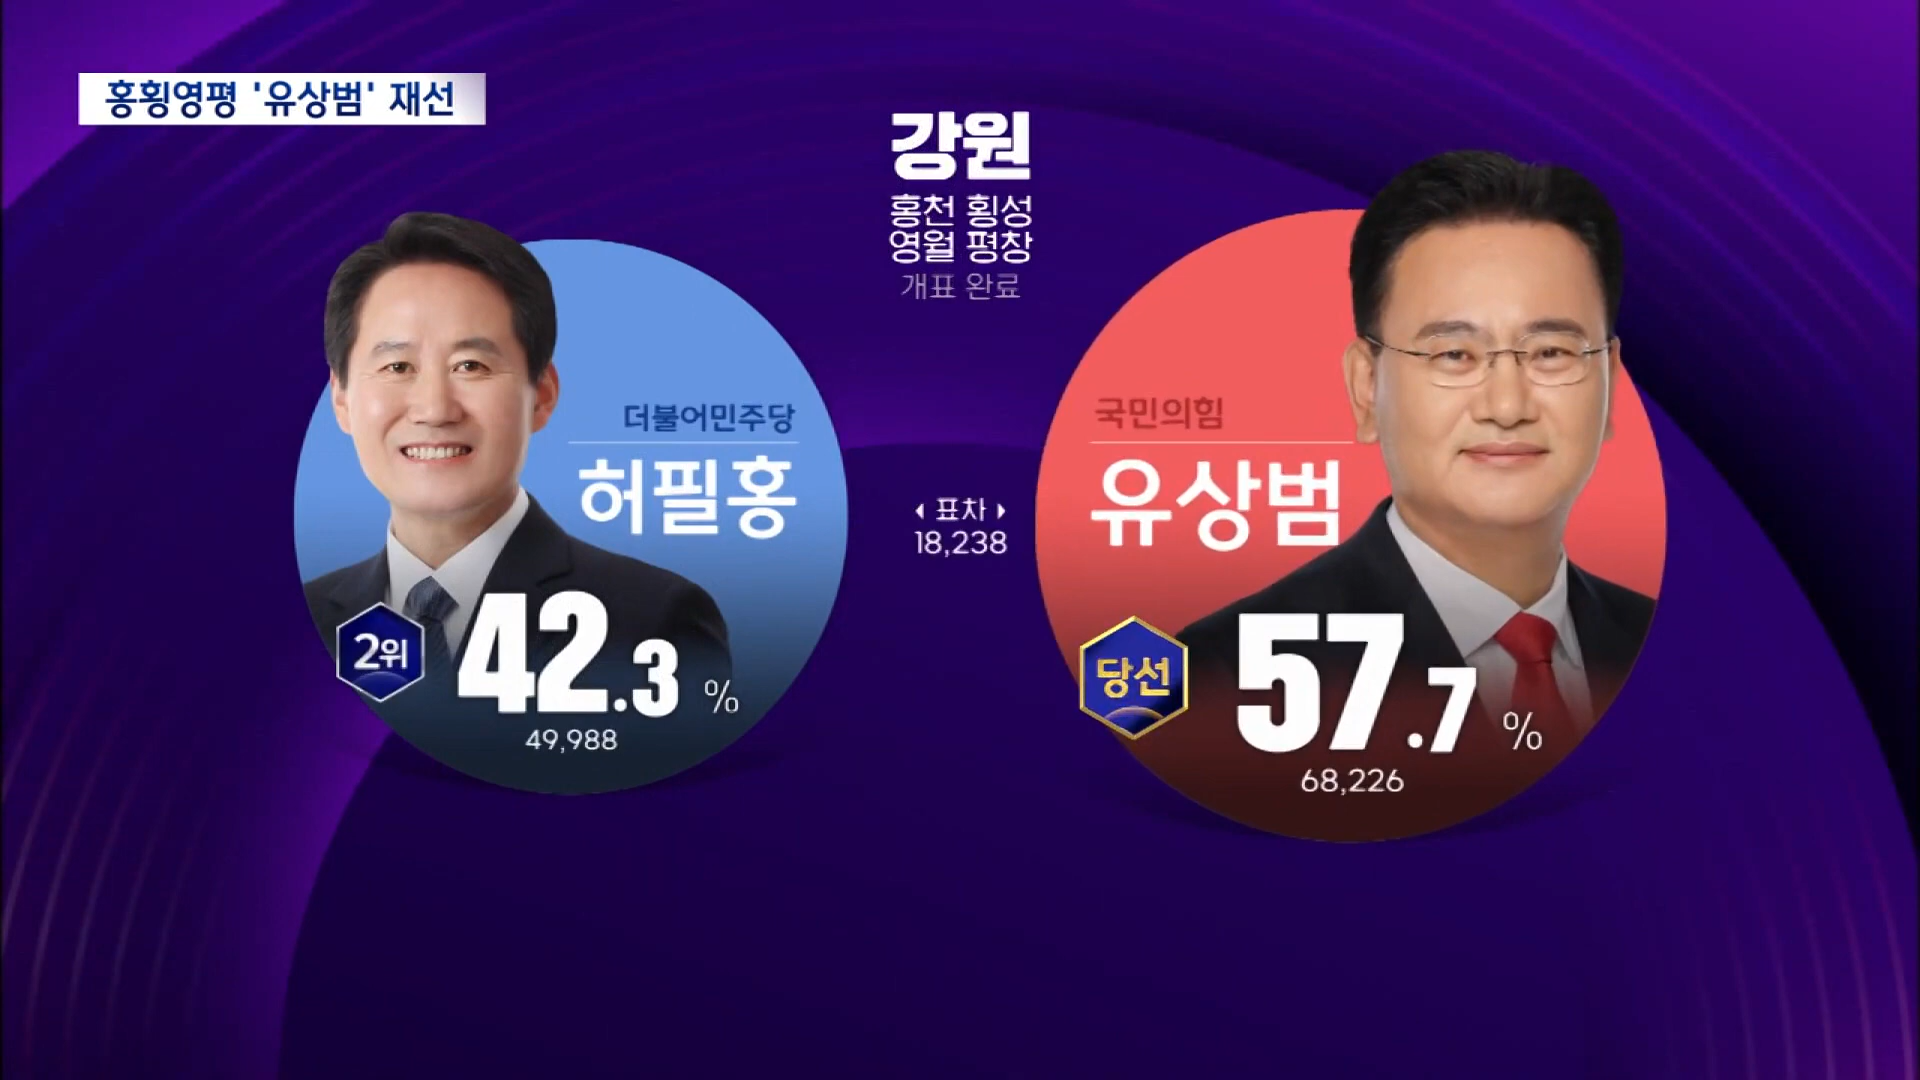 홍횡영평 '유상범' 재선
강원
홍천 횡성
영월 평창
개표 완료
더불어민주당
허필홍
2위
42.3 %
49,988
표차
18,238
국민의힘
유상범
당선
57.7 %
68,226